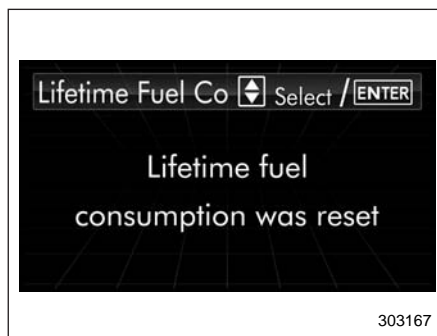 Lifetime Fuel Co Select / ENTER
Lifetime fuel
consumption was reset
303167